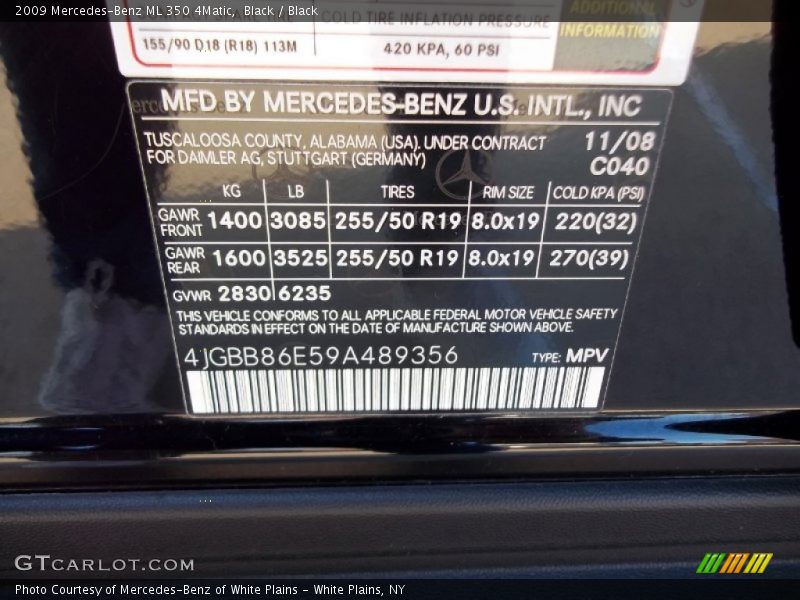 2009 Mercedes-Benz ML 350 4Matic, Black / Black
COLD TIRE INFLATION PRESSURE
ADDITIONAL
INFORMATION
155/90 D18 (R18) 113M
420 KPA, 60 PSI
MFD BY MERCEDES-BENZ U.S. INTL., INC
TUSCALOOSA COUNTY, ALABAMA (USA). UNDER CONTRACT 11/08
FOR DAIMLER AG, STUTTGART (GERMANY) C040
KG LB TIRES RIM SIZE COLD KPA (PSI)
GAWR FRONT 1400 3085 255/50 R19 8.0x19 220(32)
GAWR REAR 1600 3525 255/50 R19 8.0x19 270(39)
GVWR 2830 6235
THIS VEHICLE CONFORMS TO ALL APPLICABLE FEDERAL MOTOR VEHICLE SAFETY
STANDARDS IN EFFECT ON THE DATE OF MANUFACTURE SHOWN ABOVE.
4JGBB86E59A489356 TYPE: MPV
GTCARLOT.COM
Photo Courtesy of Mercedes-Benz of White Plains - White Plains, NY